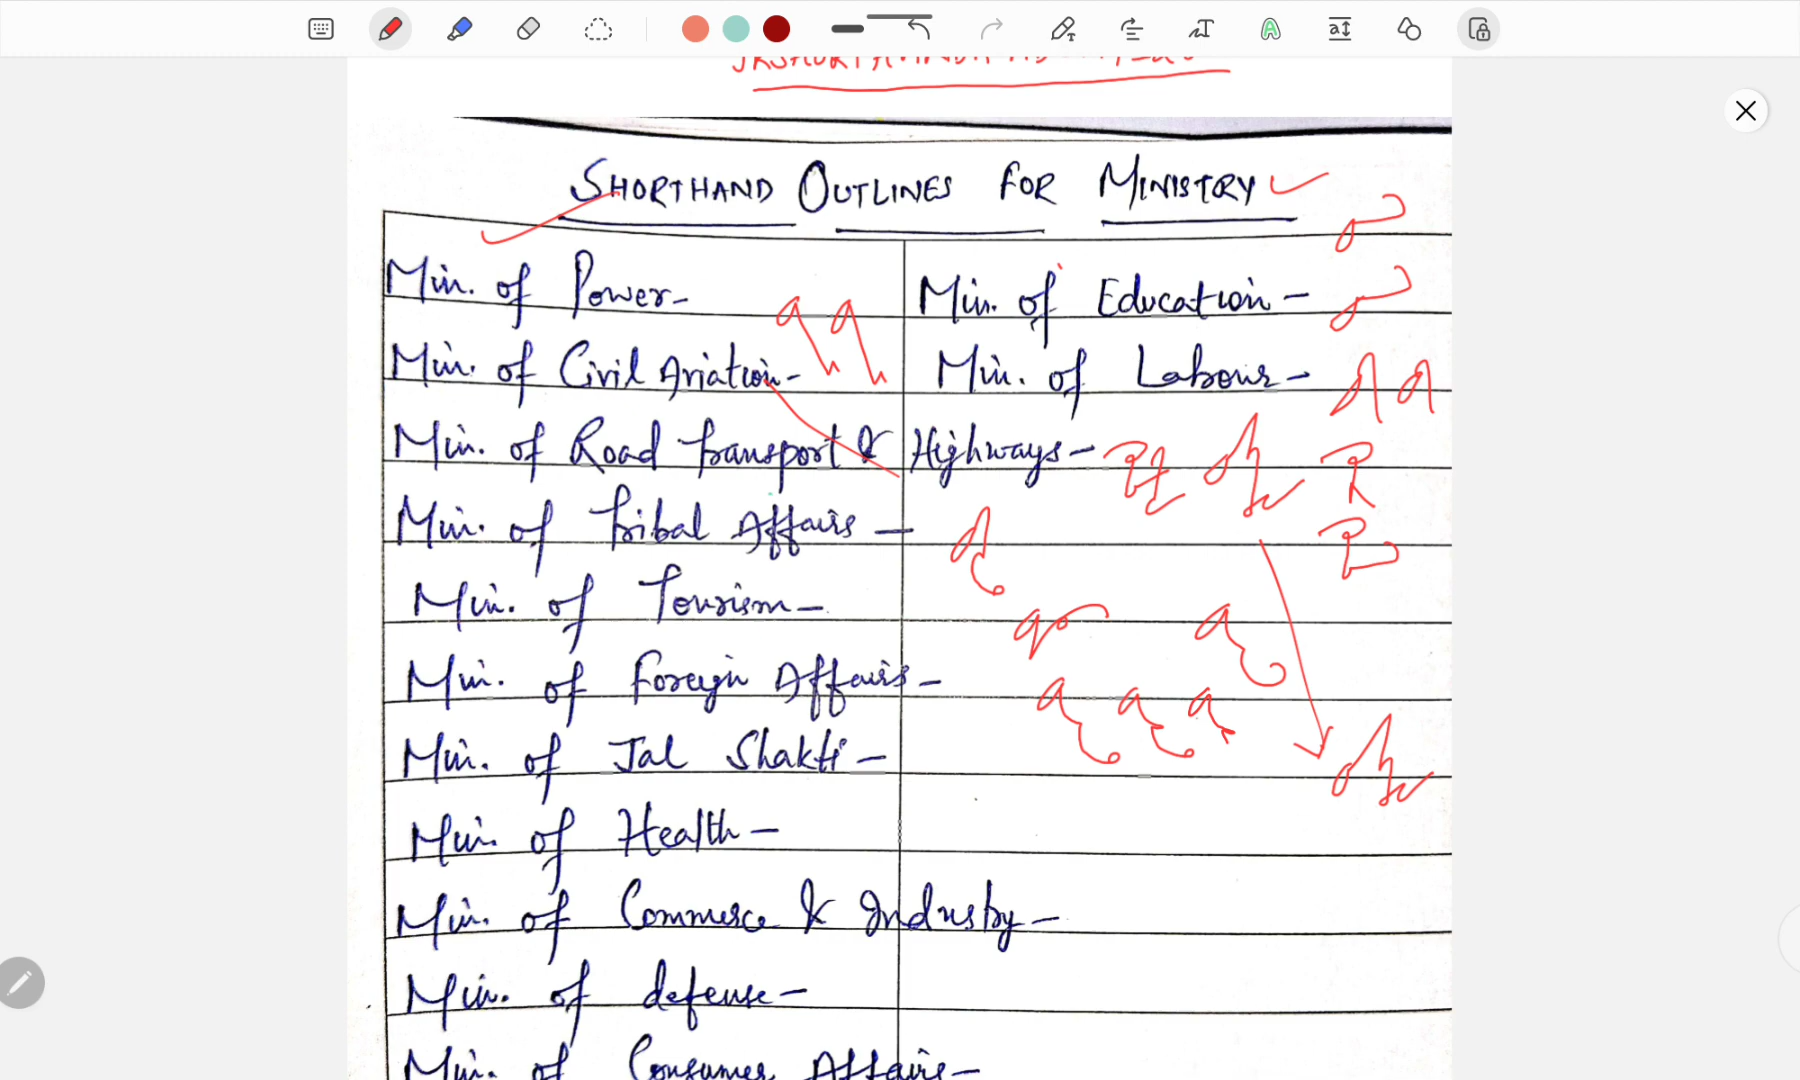 SHORTHAND OUTLINES FOR MINISTRY
Min. of Power-
Min. of Education-
Min. of Civil Aviation-
Min. of Labour-
Min. of Road Transport & Highways-
Min. of Tribal Affairs-
Min. of Tourism-
Min. of Foreign Affairs-
Min. of Jal Shakti-
Min. of Health-
Min. of Commerce & Industry-
Min. of defense-
Min. of Consumer Affairs-